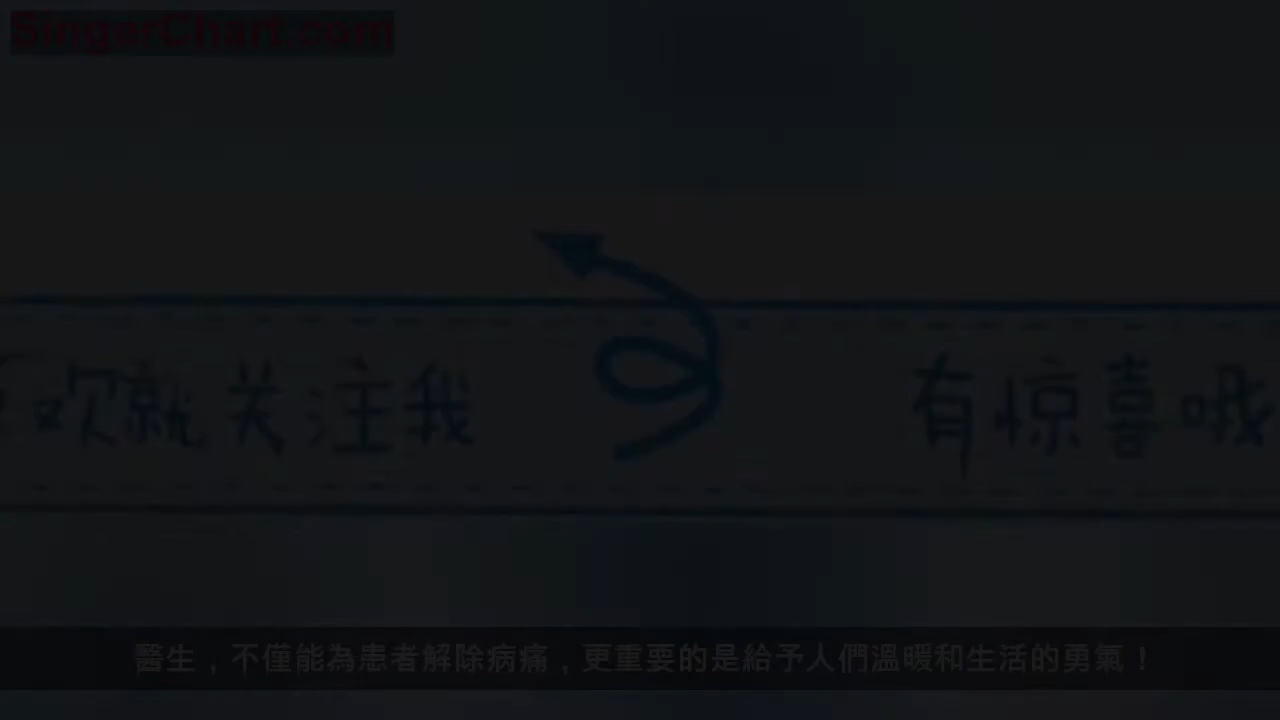 SingerChart.com
欢就关注我
有惊喜哦
醫生，不僅能為患者解除病痛，更重要的是給予人們溫暖和生活的勇氣！